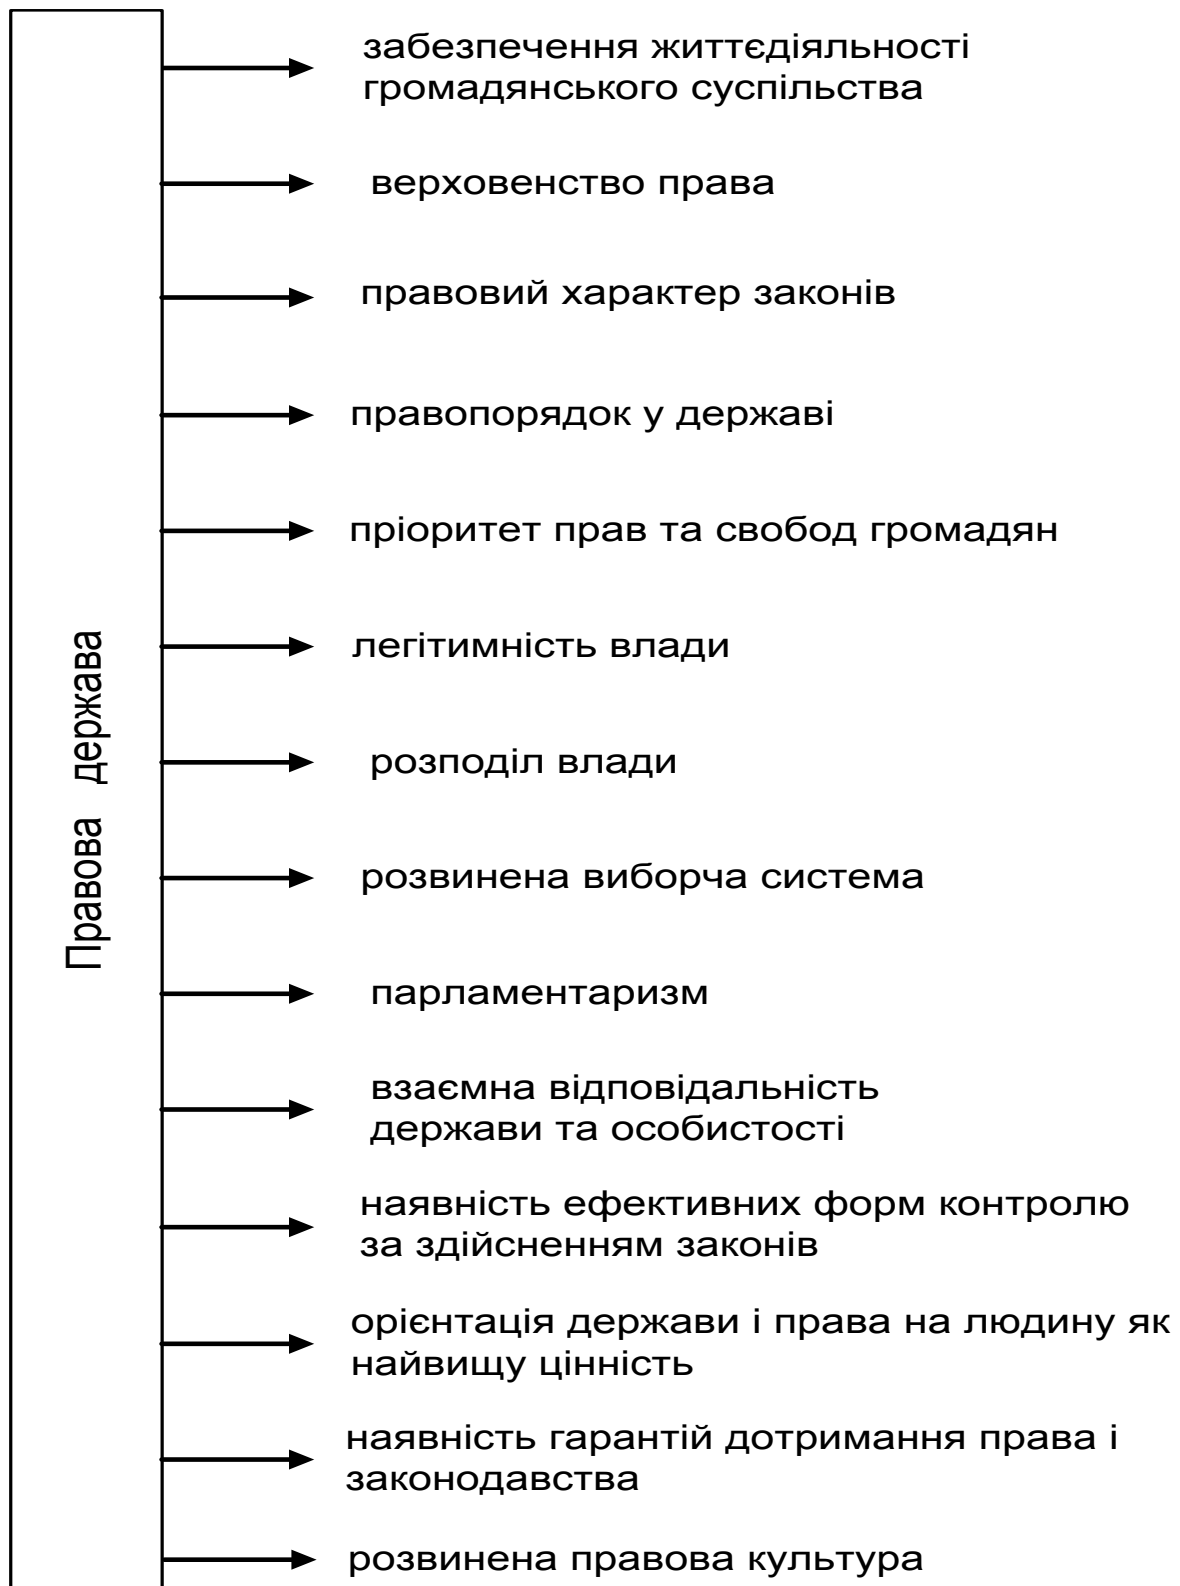 Правова держава
забезпечення життєдіяльності
громадянського суспільства
верховенство права
правовий характер законів
правопорядок у державі
пріоритет прав та свобод громадян
легітимність влади
розподіл влади
розвинена виборча система
парламентаризм
взаємна відповідальність
держави та особистості
наявність ефективних форм контролю
за здійсненням законів
орієнтація держави і права на людину як
найвищу цінність
наявність гарантій дотримання права і
законодавства
розвинена правова культура